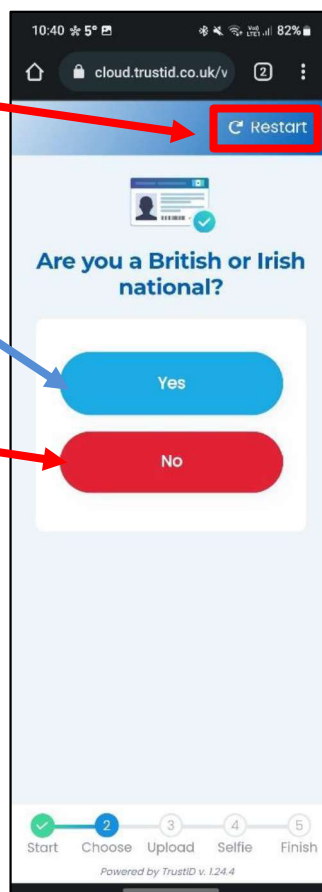 10:40 5° 82%
cloud.trustid.co.uk/v 2
Restart
Are you a British or Irish
national?
Yes
No
2 3 4 5
Start Choose Upload Selfie Finish
Powered by TrustID v. 1.24.4